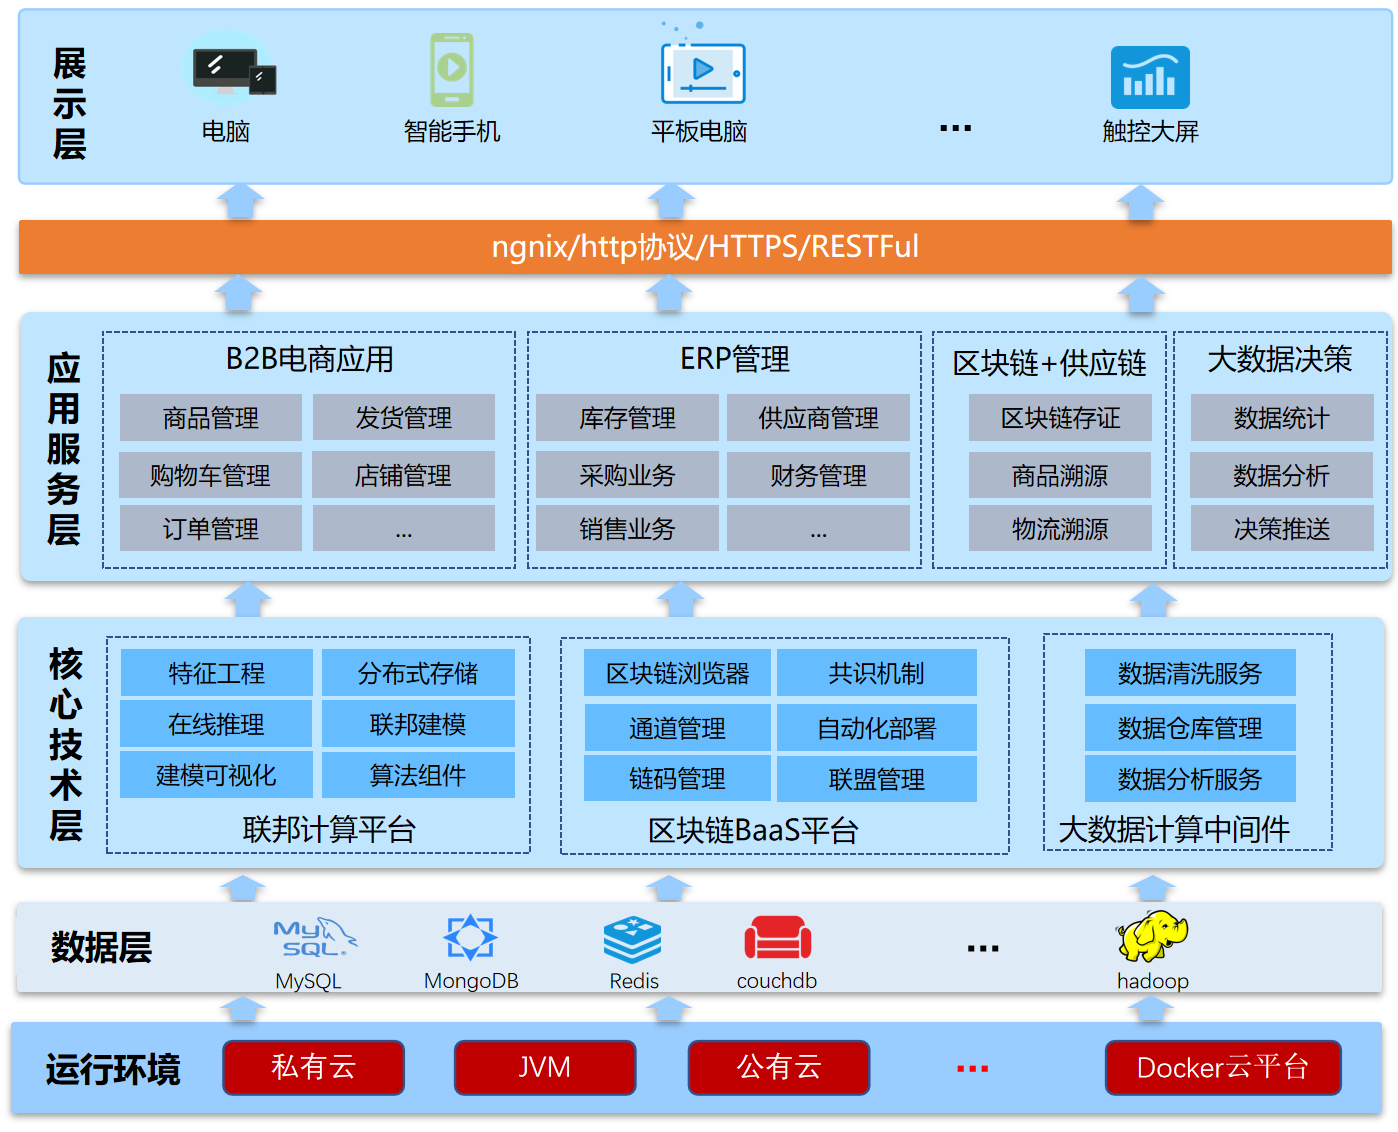 展示层
电脑
智能手机
平板电脑
...
触控大屏
ngnix/http协议/HTTPS/RESTFul
应用服务层
B2B电商应用
商品管理
发货管理
购物车管理
店铺管理
订单管理
...
ERP管理
库存管理
供应商管理
采购业务
财务管理
销售业务
...
区块链+供应链
区块链存证
商品溯源
物流溯源
大数据决策
数据统计
数据分析
决策推送
核心技术层
特征工程
分布式存储
在线推理
联邦建模
建模可视化
算法组件
联邦计算平台
区块链浏览器
共识机制
通道管理
自动化部署
链码管理
联盟管理
区块链BaaS平台
数据清洗服务
数据仓库管理
数据分析服务
大数据计算中间件
数据层
MySQL
MySQL
MongoDB
Redis
couchdb
...
hadoop
运行环境
私有云
JVM
公有云
...
Docker云平台